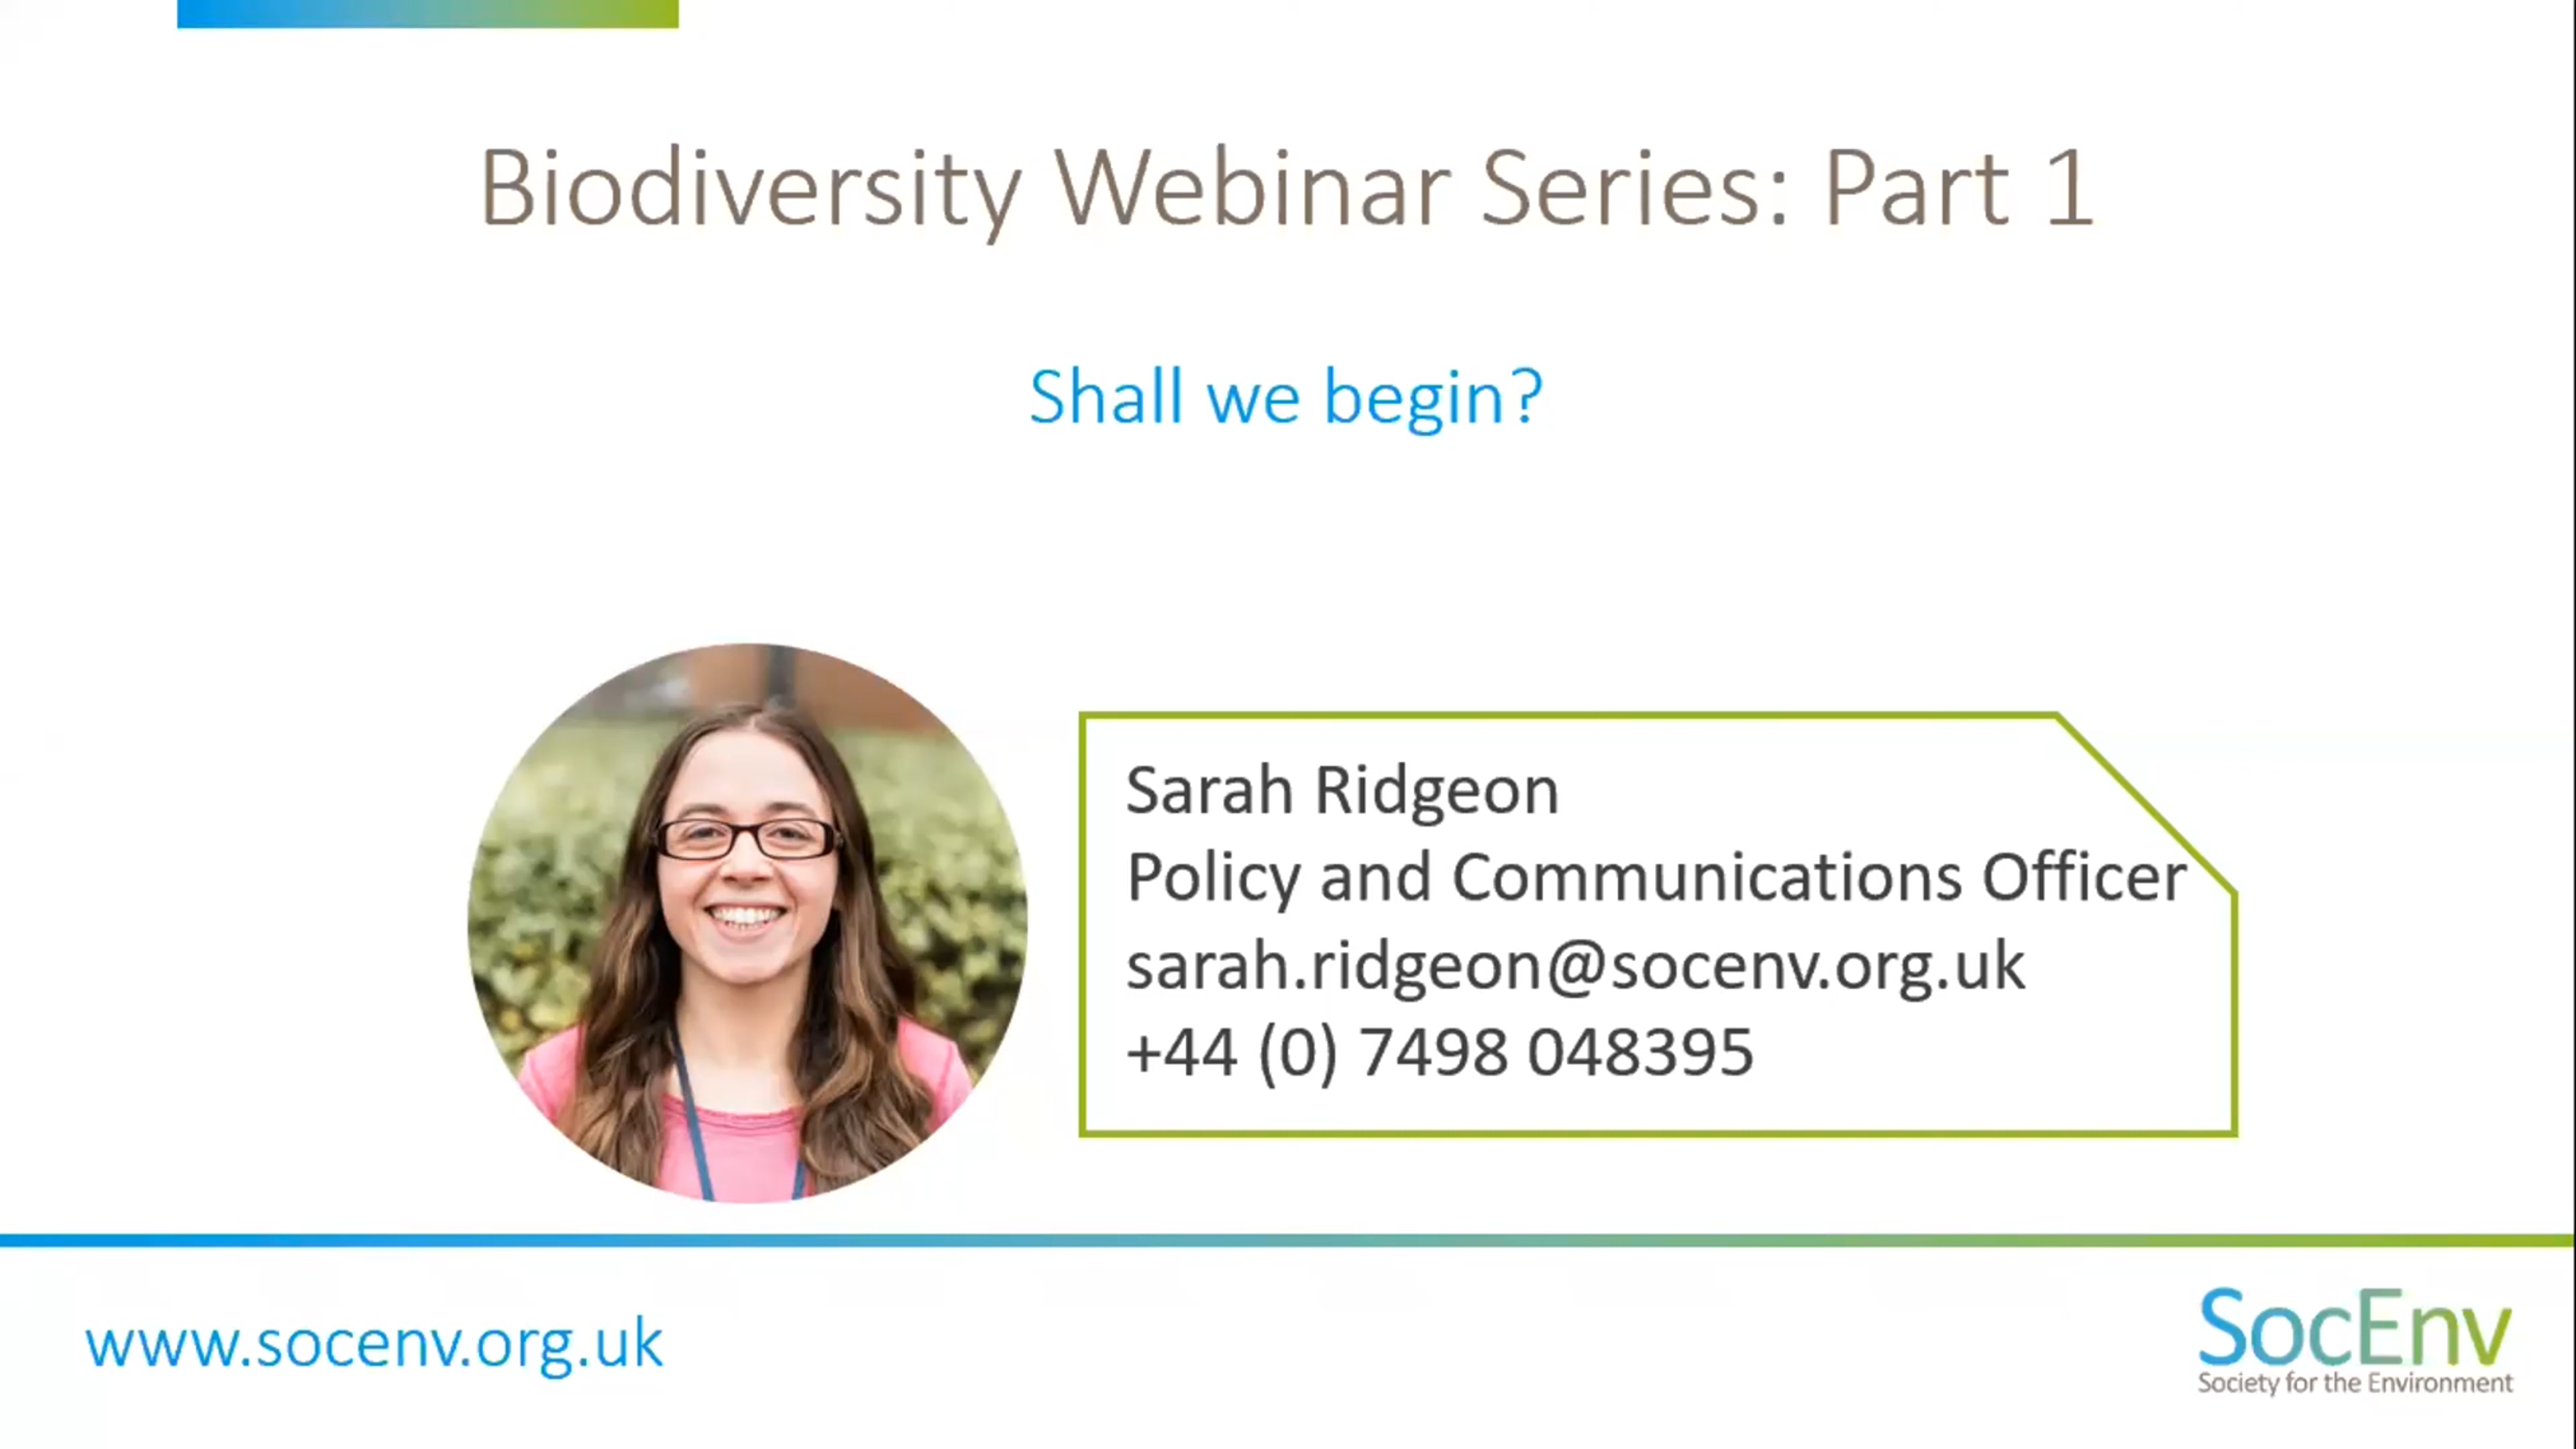 Biodiversity Webinar Series: Part 1
Shall we begin?
Sarah Ridgeon
Policy and Communications Officer
sarah.ridgeon@socenv.org.uk
+44 (0) 7498 048395
www.socenv.org.uk
SocEnv
Society for the Environment